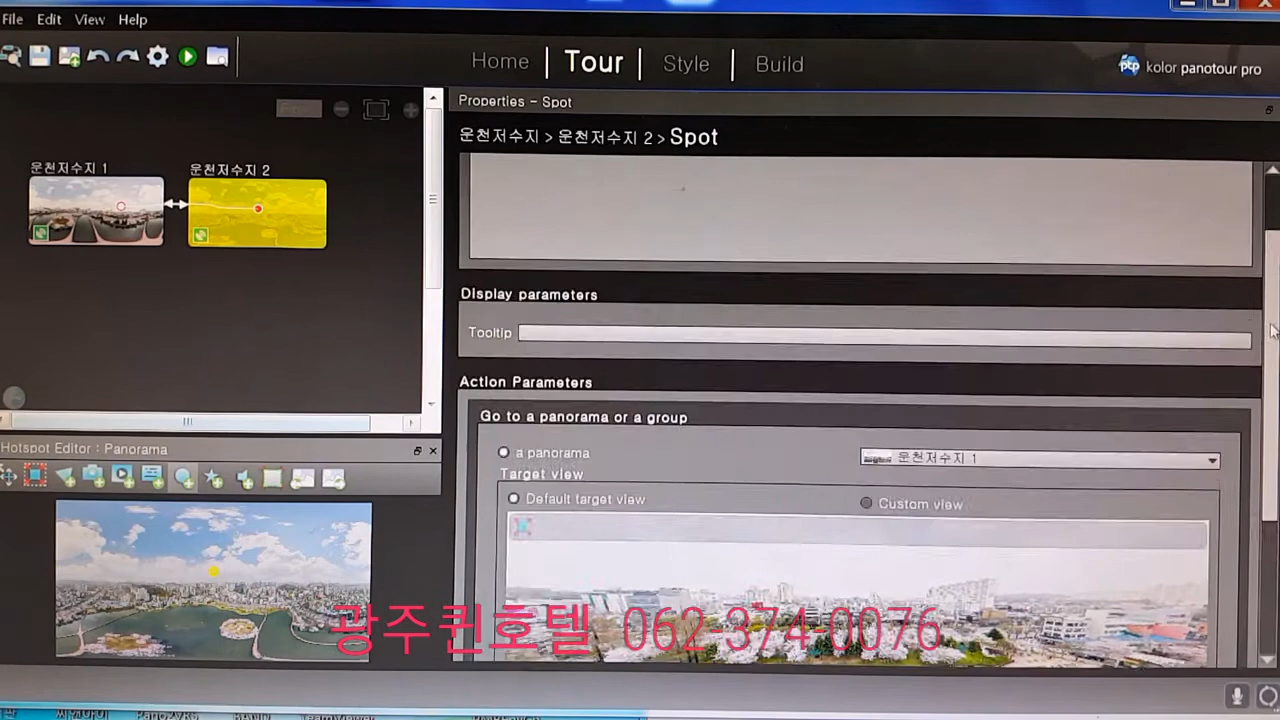 File Edit View Help
Home Tour Style Build
ptp kolor panotour pro
Properties - Spot
운천저수지 > 운천저수지 2 > Spot
운천저수지 1
운천저수지 2
Display parameters
Tooltip
Action Parameters
Go to a panorama or a group
a panorama
운천저수지 1
Target view
Default target view
Custom view
Hotspot Editor : Panorama
광주퀸호텔 062-374-0076
TeamViewer